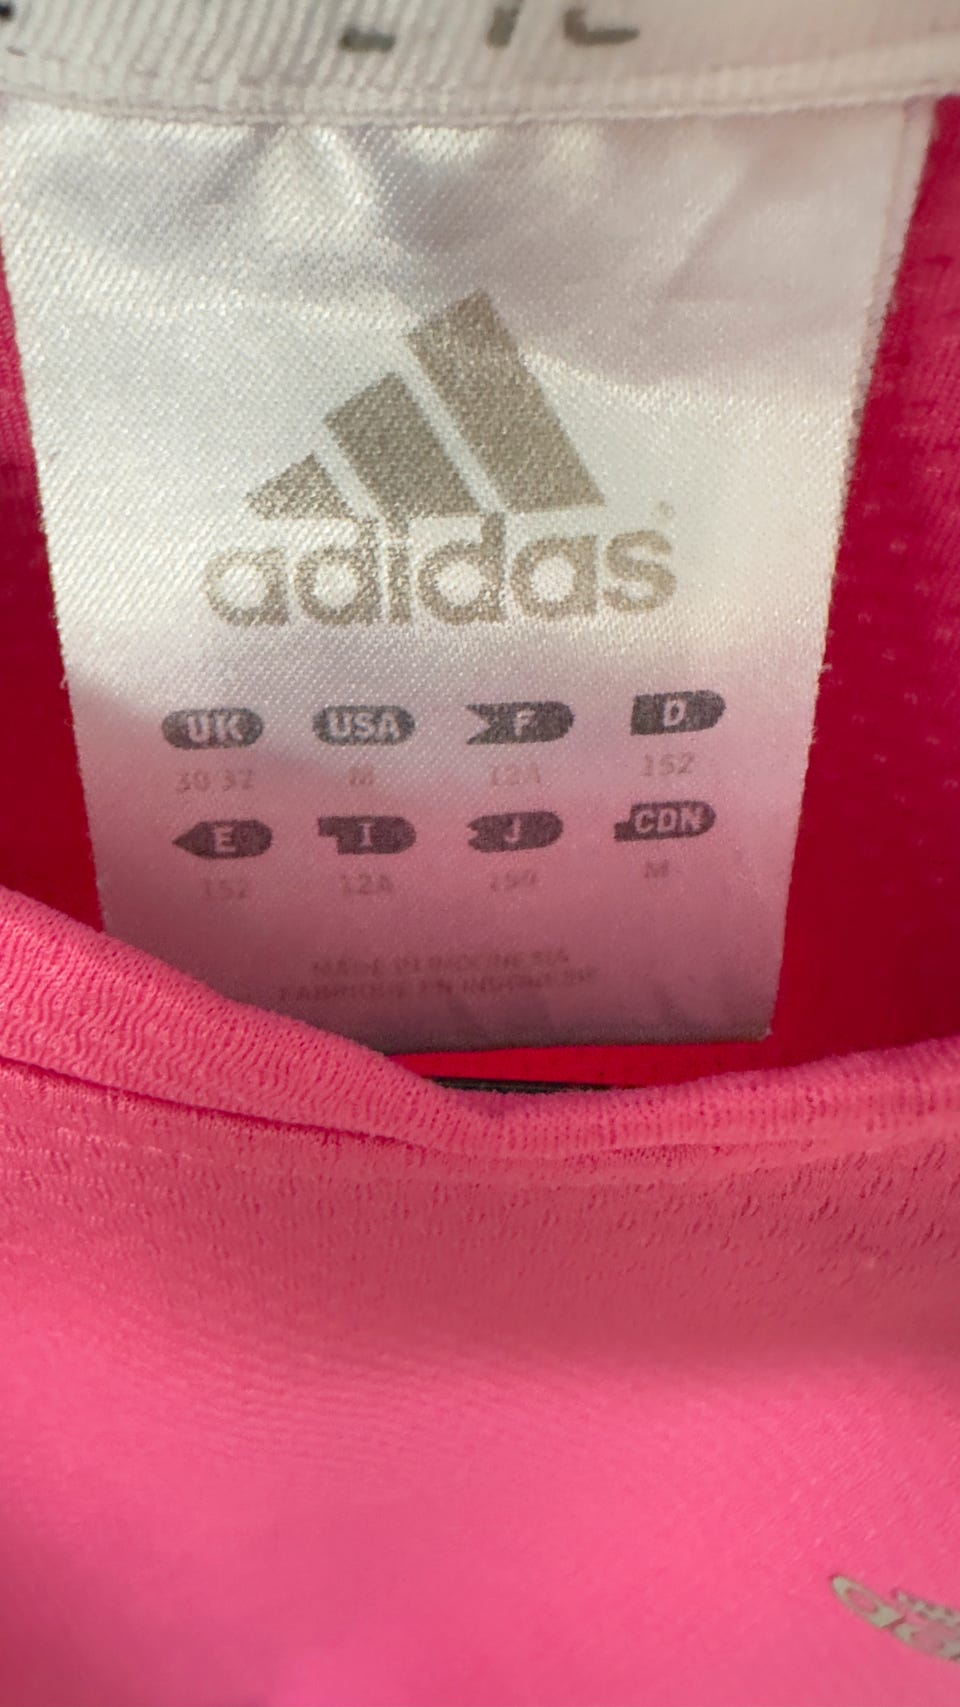 adidas®
UK USA F D
30 32 M 12A 152
E I J CDN
152 12A 150 M
MADE IN INDONESIA
FABRIQUE EN INDONESIE